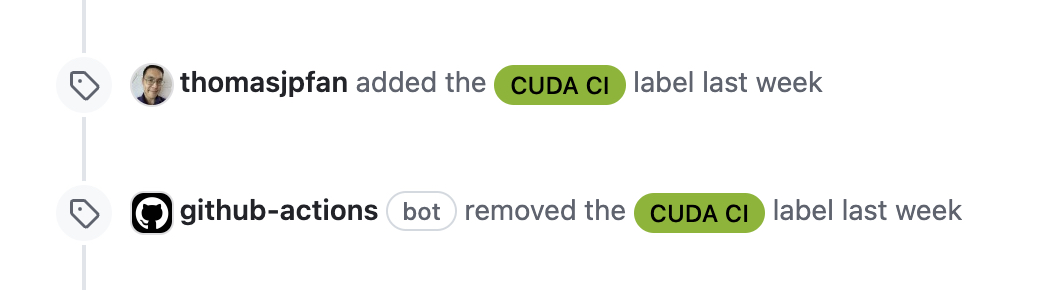 thomasjpfan added the CUDA CI label last week
github-actions bot removed the CUDA CI label last week